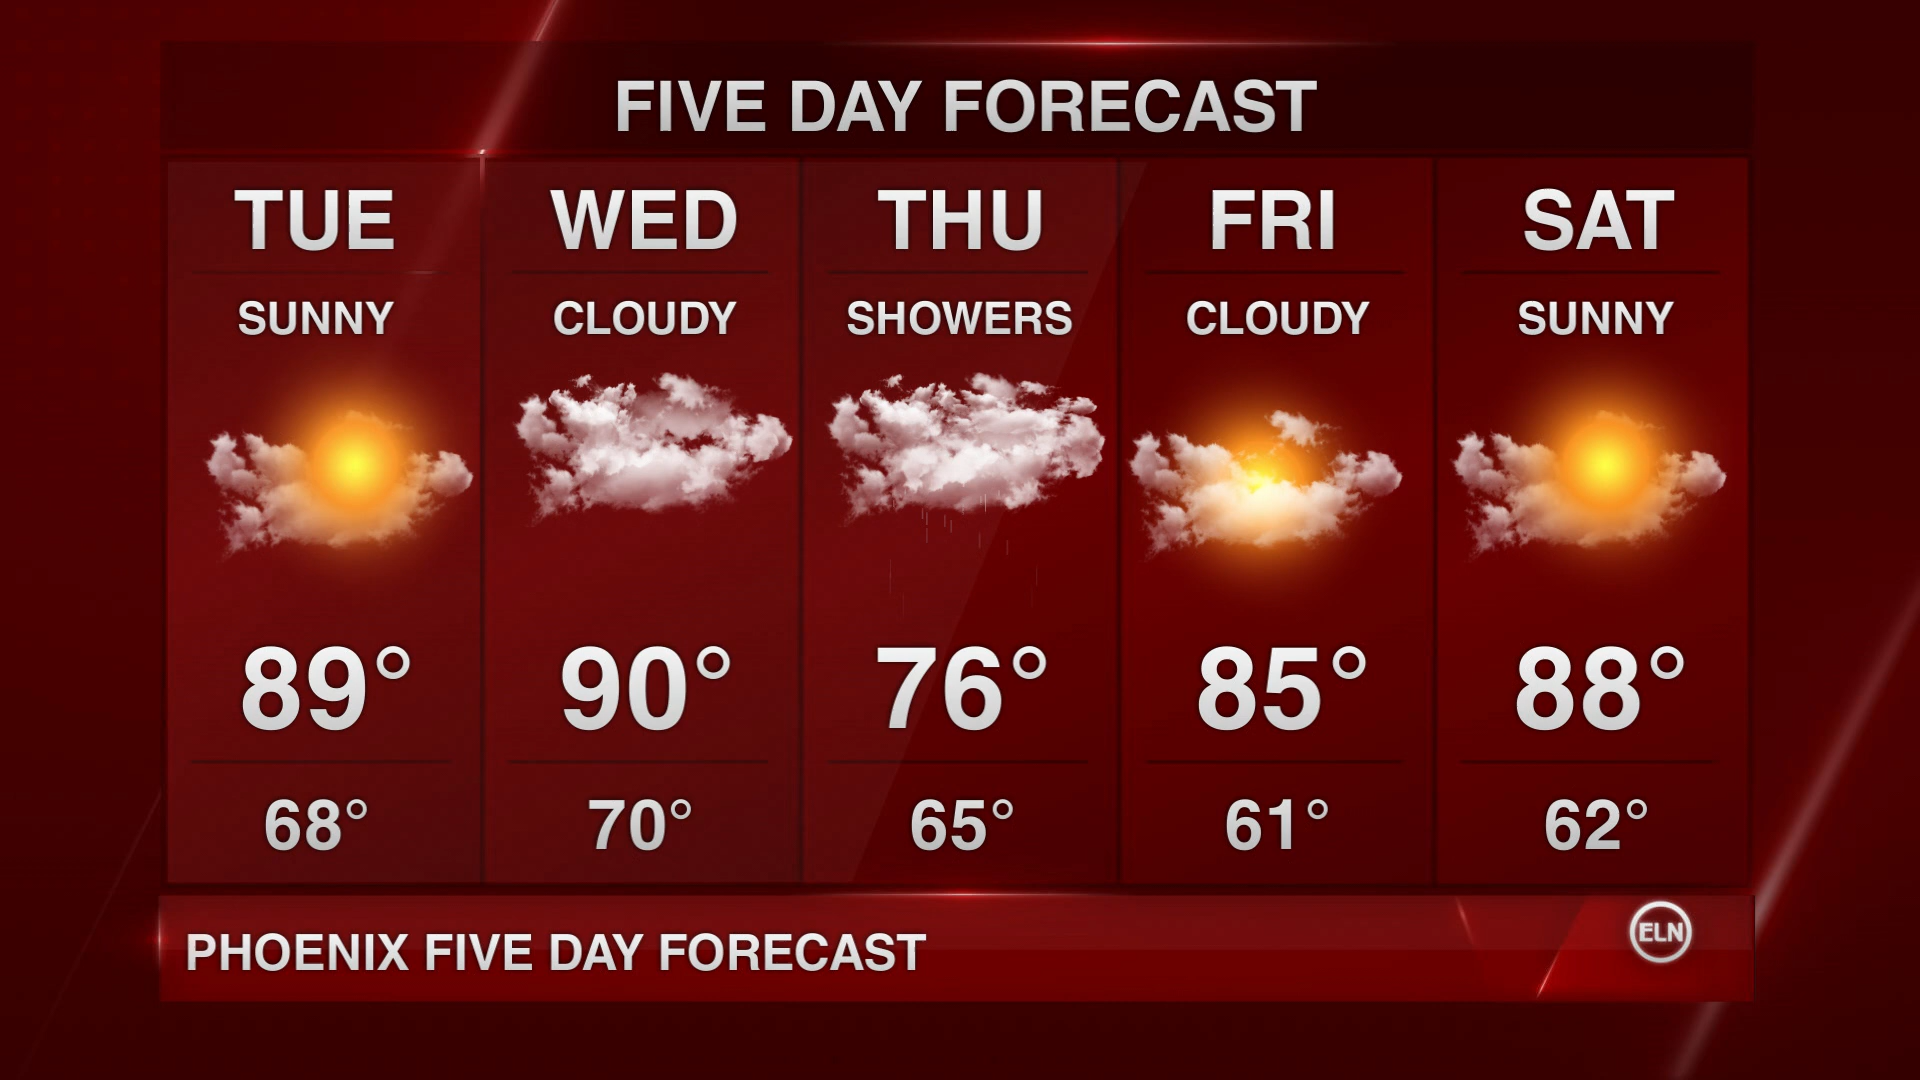 FIVE DAY FORECAST
TUE WED THU FRI SAT
SUNNY CLOUDY SHOWERS CLOUDY SUNNY
89° 90° 76° 85° 88°
68° 70° 65° 61° 62°
PHOENIX FIVE DAY FORECAST
ELN